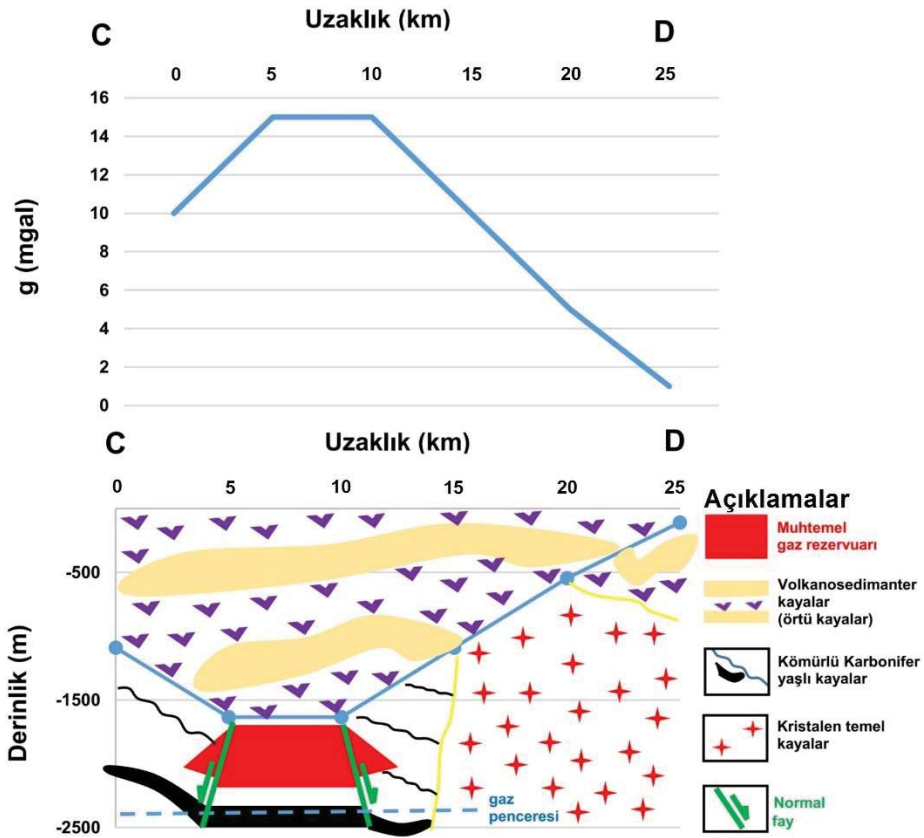 Uzaklık (km)
C
D
0 5 10 15 20 25
16
14
12
10
8
6
4
2
0
g (mgal)
C
Uzaklık (km)
D
0 5 10 15 20 25
-500
-1500
-2500
Derinlik (m)
gaz
penceresi
Açıklamalar
Muhtemel
gaz rezervuarı
Volkanosedimanter
kayalar
(örtü kayalar)
Kömürlü Karbonifer
yaşlı kayalar
Kristalen temel
kayalar
Normal
fay